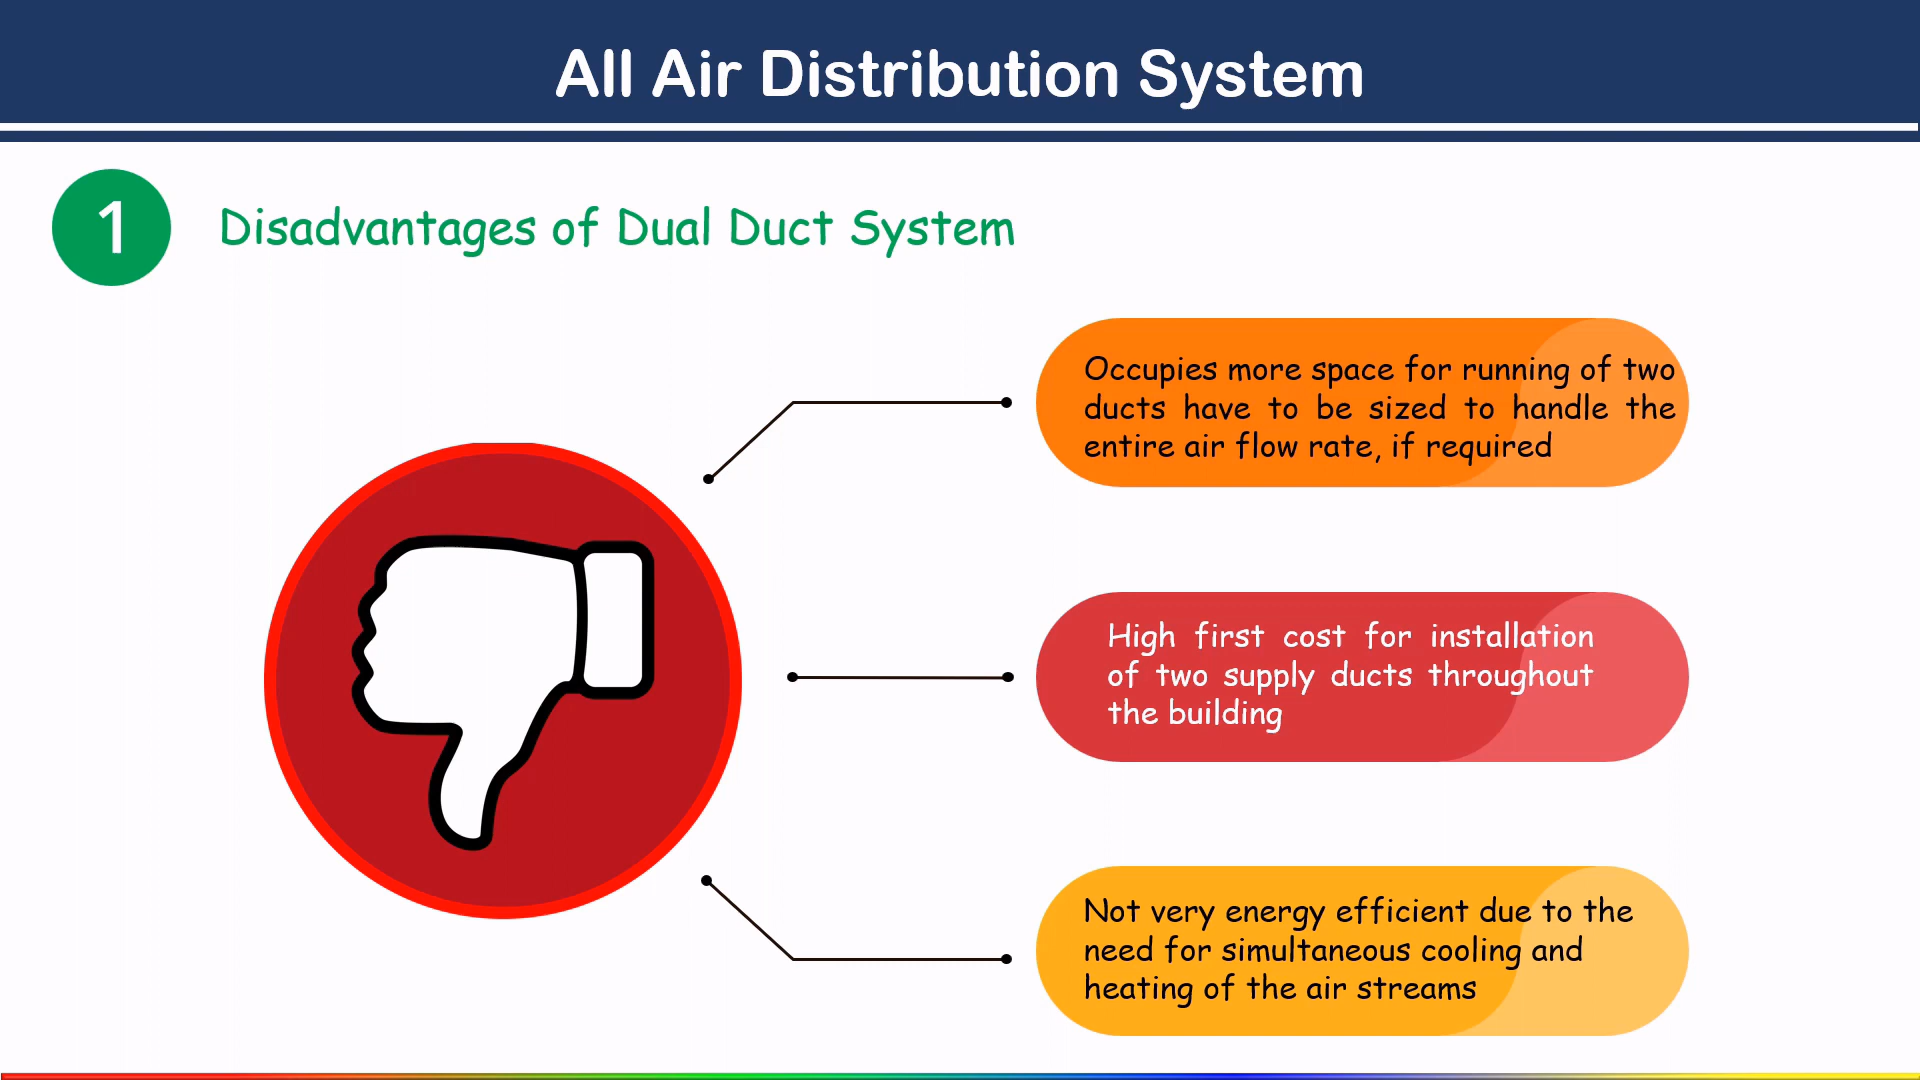 All Air Distribution System
1
Disadvantages of Dual Duct System
Occupies more space for running of two
ducts have to be sized to handle the
entire air flow rate, if required
High first cost for installation
of two supply ducts throughout
the building
Not very energy efficient due to the
need for simultaneous cooling and
heating of the air streams